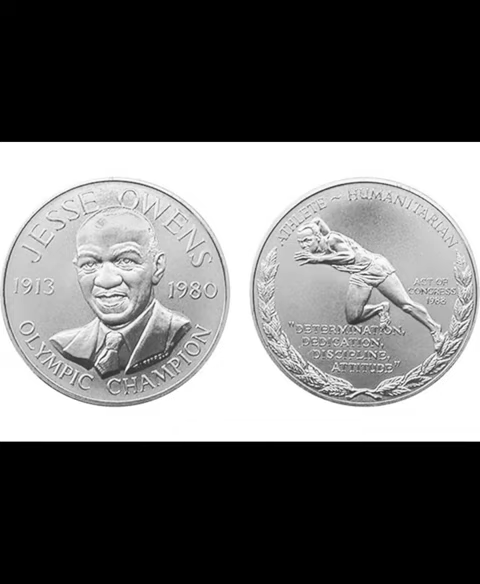 JESSE OWENS
1913
1980
OLYMPIC CHAMPION
ATHLETE ~ HUMANITARIAN
ACT OF
CONGRESS
1988
"DETERMINATION,
DEDICATION,
DISCIPLINE,
ATTITUDE"